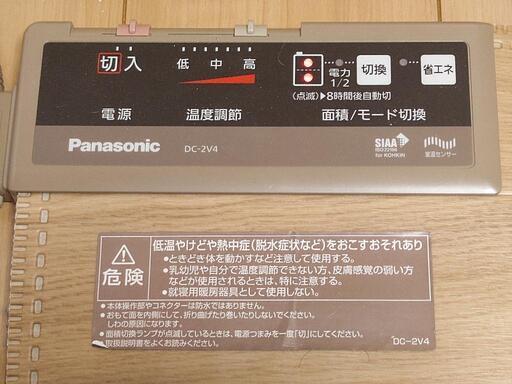 切 入
低 中 高
電力
1/2
切換
省エネ
(点滅)▶8時間後自動切
電源
温度調節
面積/モード切換
Panasonic
DC-2V4
SIAA
ISO 22196
for KOHKIN
室温センサー
危険
低温やけどや熱中症(脱水症状など)をおこすおそれあり
●ときどき体を動かすなど注意して使用する。
●乳幼児や自分で温度調節できない方、皮膚感覚の弱い方
などが使用されるときは、特に注意する。
●就寝用暖房器具として使用しない。
●本体操作部やコネクターは防水ではありません。
●おもて面を内側にして、折り曲げたり巻いたりしないでください。
しわの原因になります。
●面積切換ランプが点滅しているときは、電源つまみを一度「切」にしてください。
●取扱説明書をよくお読みください。
DC-2V4